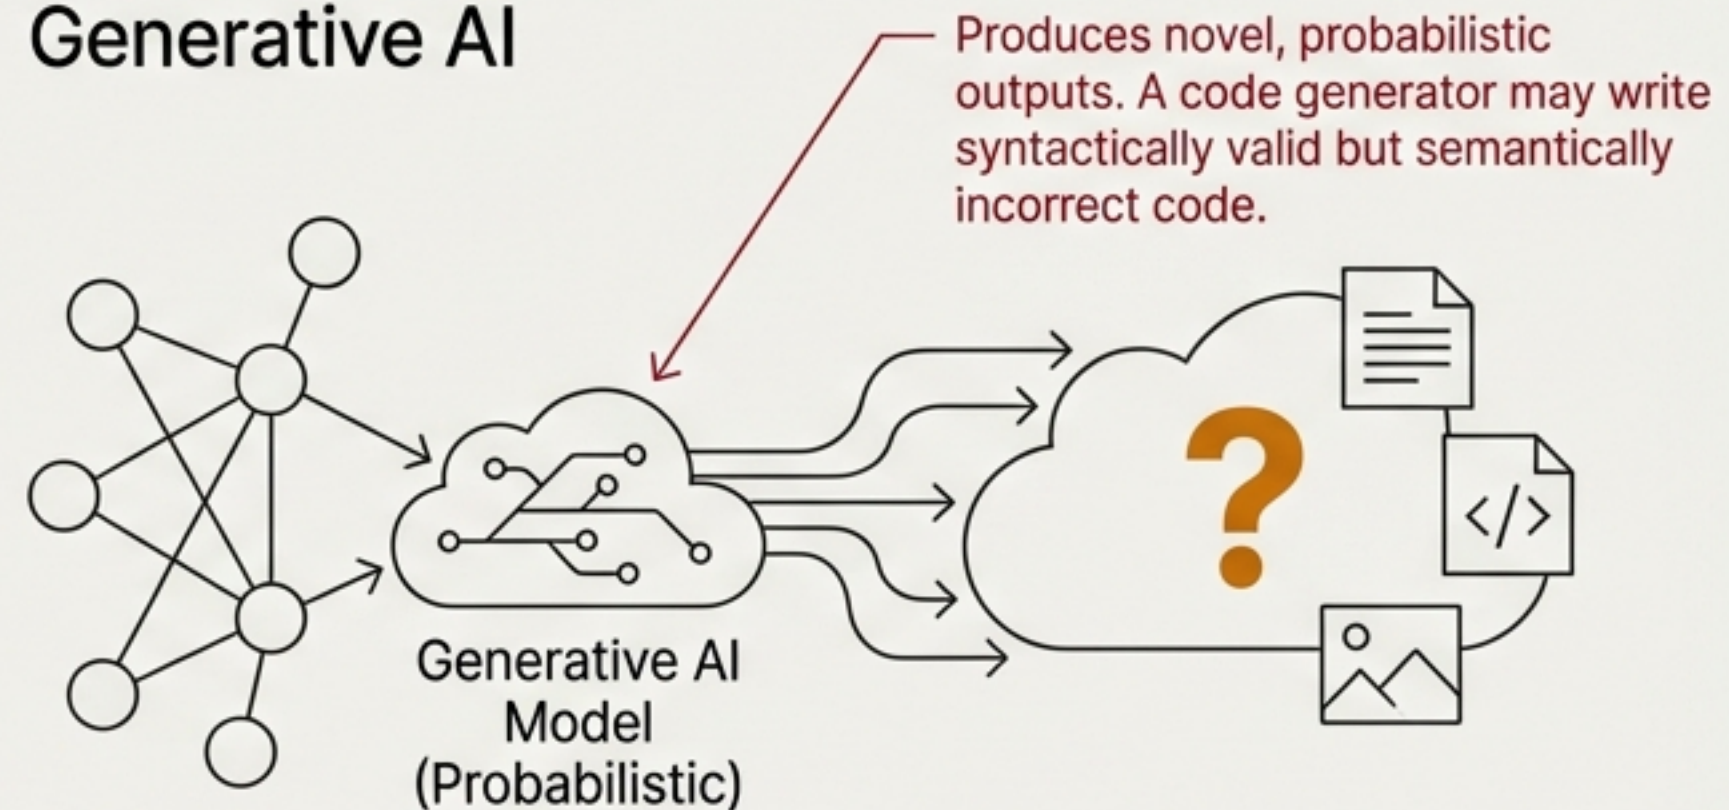 Generative AI
Produces novel, probabilistic
outputs. A code generator may write
syntactically valid but semantically
incorrect code.
?
</>
Generative AI
Model
(Probabilistic)